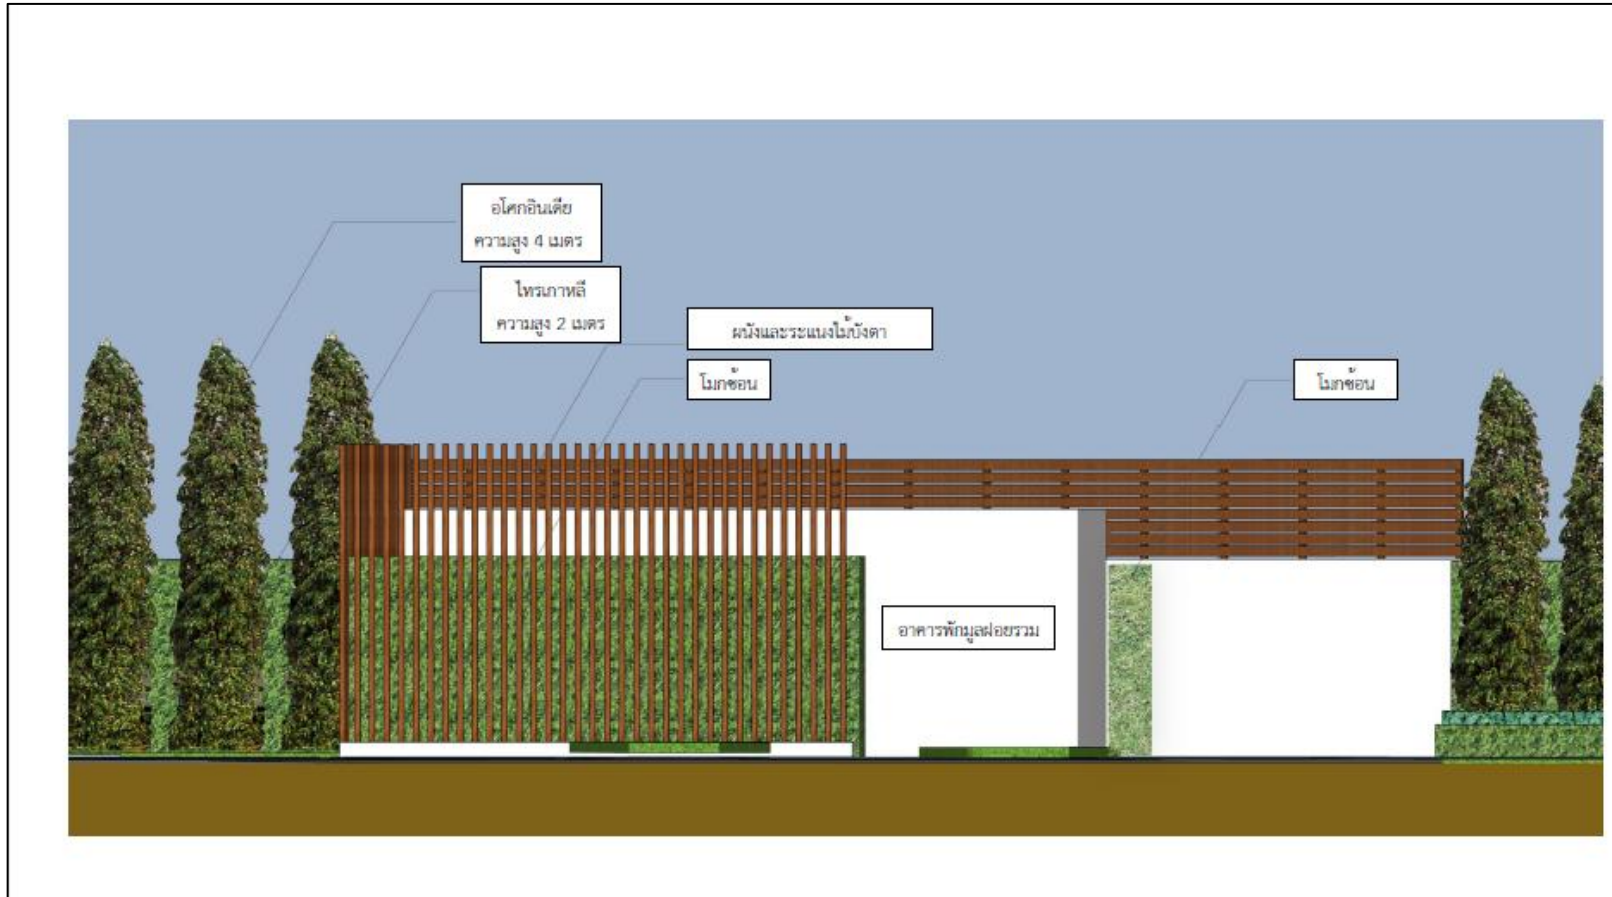 อโศกอินเดีย
ความสูง 4 เมตร
ไทรเกาหลี
ความสูง 2 เมตร
ผนังและระแนงไม้บังตา
โมกซ้อน
โมกซ้อน
อาคารพักมูลฝอยรวม